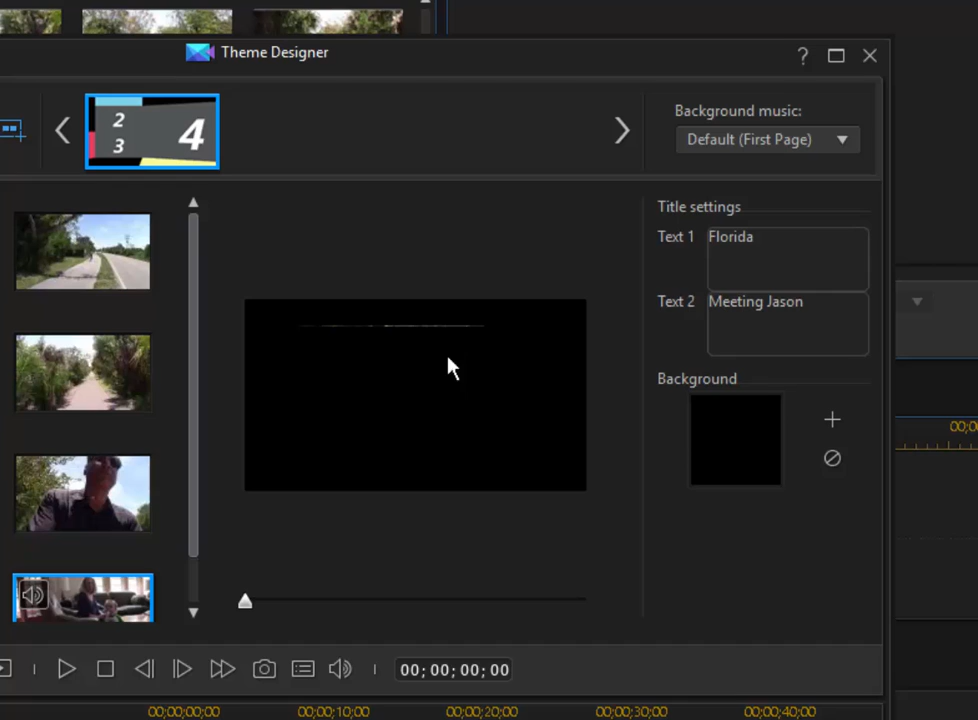 Theme Designer
?
2
3
4
Background music:
Default (First Page)
Title settings
Text 1
Florida
Text 2
Meeting Jason
Background
00;00;00;00
00;00;00;00
00;00;10;00
00;00;20;00
00;00;30;00
00;00;40;00